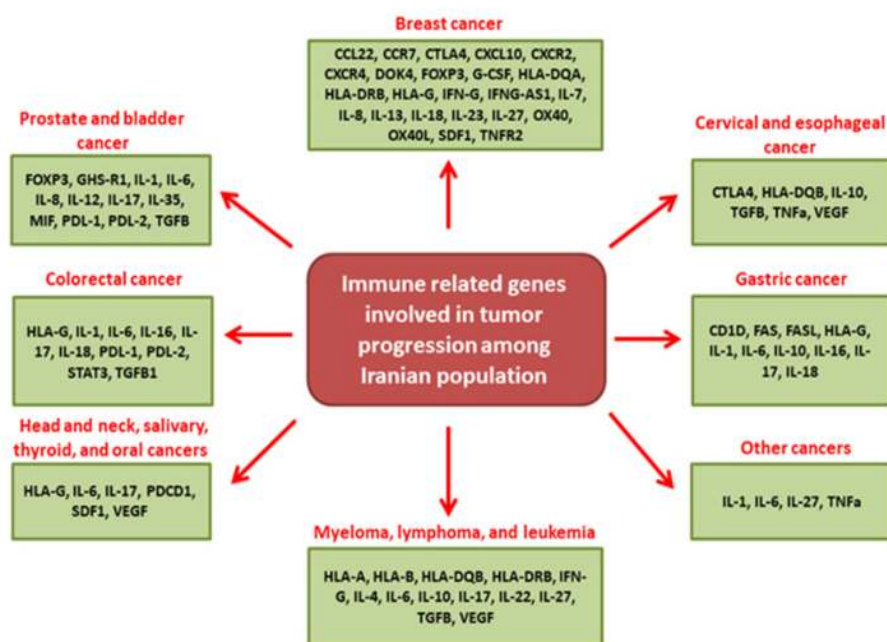 Breast cancer
CCL22, CCR7, CTLA4, CXCL10, CXCR2,
CXCR4, DOK4, FOXP3, G-CSF, HLA-DQA,
HLA-DRB, HLA-G, IFN-G, IFNG-AS1, IL-7,
IL-8, IL-13, IL-18, IL-23, IL-27, OX40,
OX40L, SDF1, TNFR2
Prostate and bladder
cancer
FOXP3, GHS-R1, IL-1, IL-6,
IL-8, IL-12, IL-17, IL-35,
MIF, PDL-1, PDL-2, TGFB
Cervical and esophageal
cancer
CTLA4, HLA-DQB, IL-10,
TGFB, TNFa, VEGF
Immune related genes
involved in tumor
progression among
Iranian population
Colorectal cancer
HLA-G, IL-1, IL-6, IL-16, IL-
17, IL-18, PDL-1, PDL-2,
STAT3, TGFB1
Gastric cancer
CD1D, FAS, FASL, HLA-G,
IL-1, IL-6, IL-10, IL-16, IL-
17, IL-18
Head and neck, salivary,
thyroid, and oral cancers
HLA-G, IL-6, IL-17, PDCD1,
SDF1, VEGF
Other cancers
IL-1, IL-6, IL-27, TNFa
Myeloma, lymphoma, and leukemia
HLA-A, HLA-B, HLA-DQB, HLA-DRB, IFN-
G, IL-4, IL-6, IL-10, IL-17, IL-22, IL-27,
TGFB, VEGF